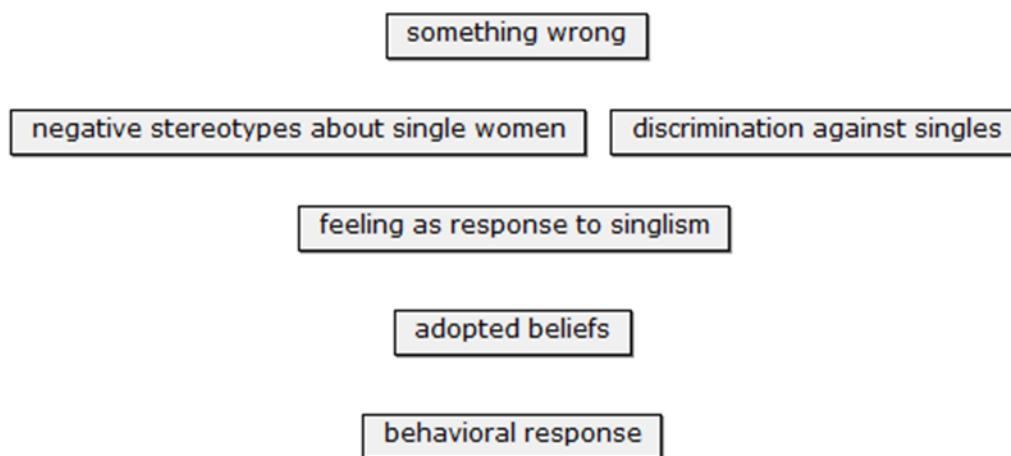 something wrong
negative stereotypes about single women
discrimination against singles
feeling as response to singlism
adopted beliefs
behavioral response